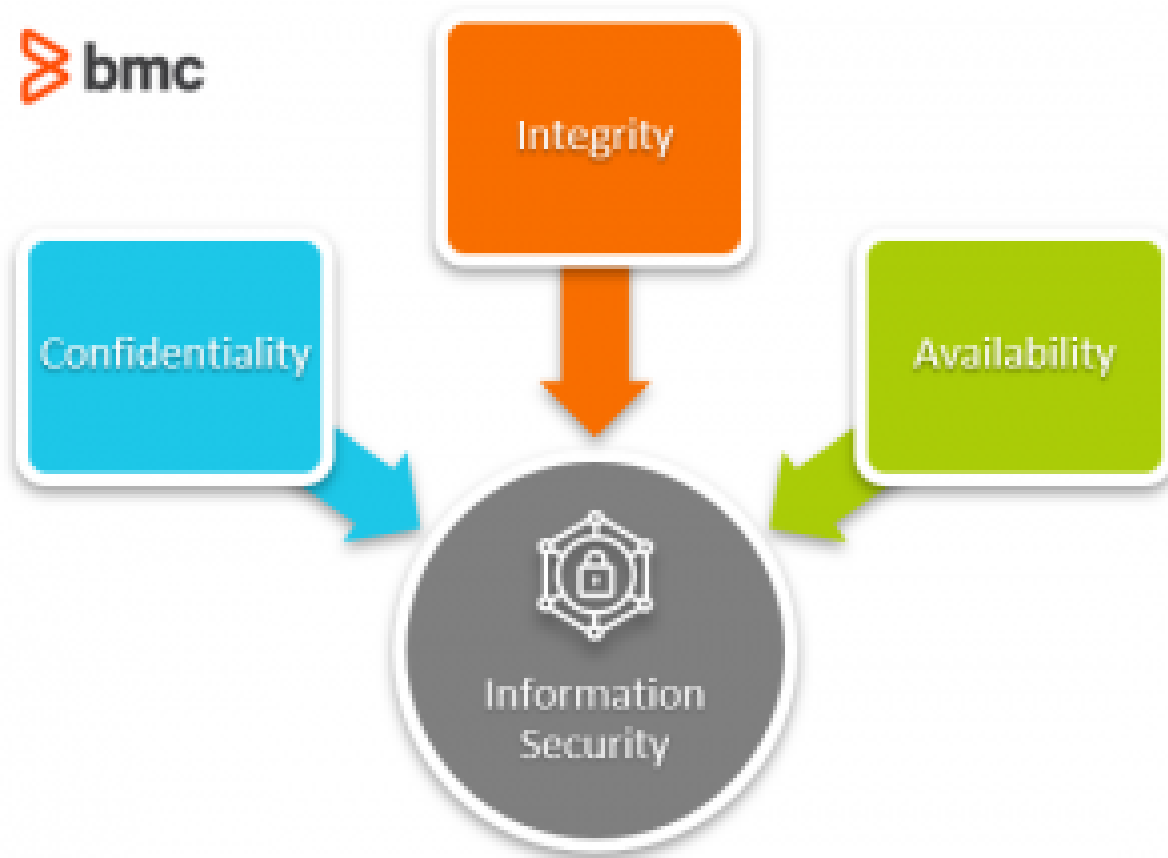 bmc
Integrity
Confidentiality
Availability
Information
Security